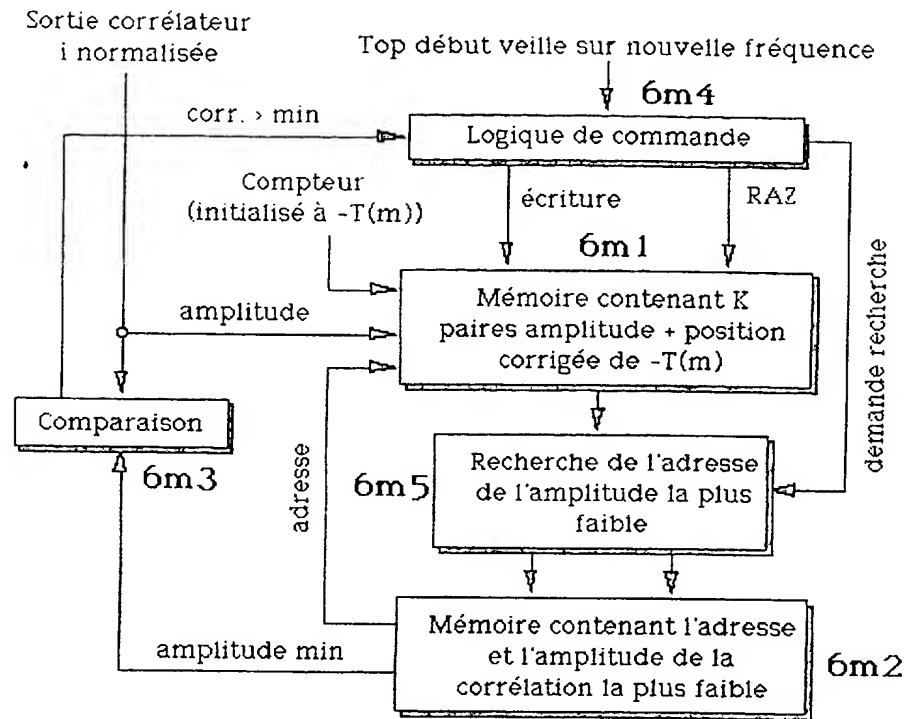 Sortie corrélateur
i normalisée
Top début veille sur nouvelle fréquence
6m4
corr. > min
Logique de commande
Compteur
(initialisé à -T(m))
écriture
RAZ
6m1
amplitude
Mémoire contenant K
paires amplitude + position
corrigée de -T(m)
demande recherche
Comparaison
6m3
adresse
6m5
Recherche de l'adresse
de l'amplitude la plus
faible
amplitude min
Mémoire contenant l'adresse
et l'amplitude de la
corrélation la plus faible
6m2